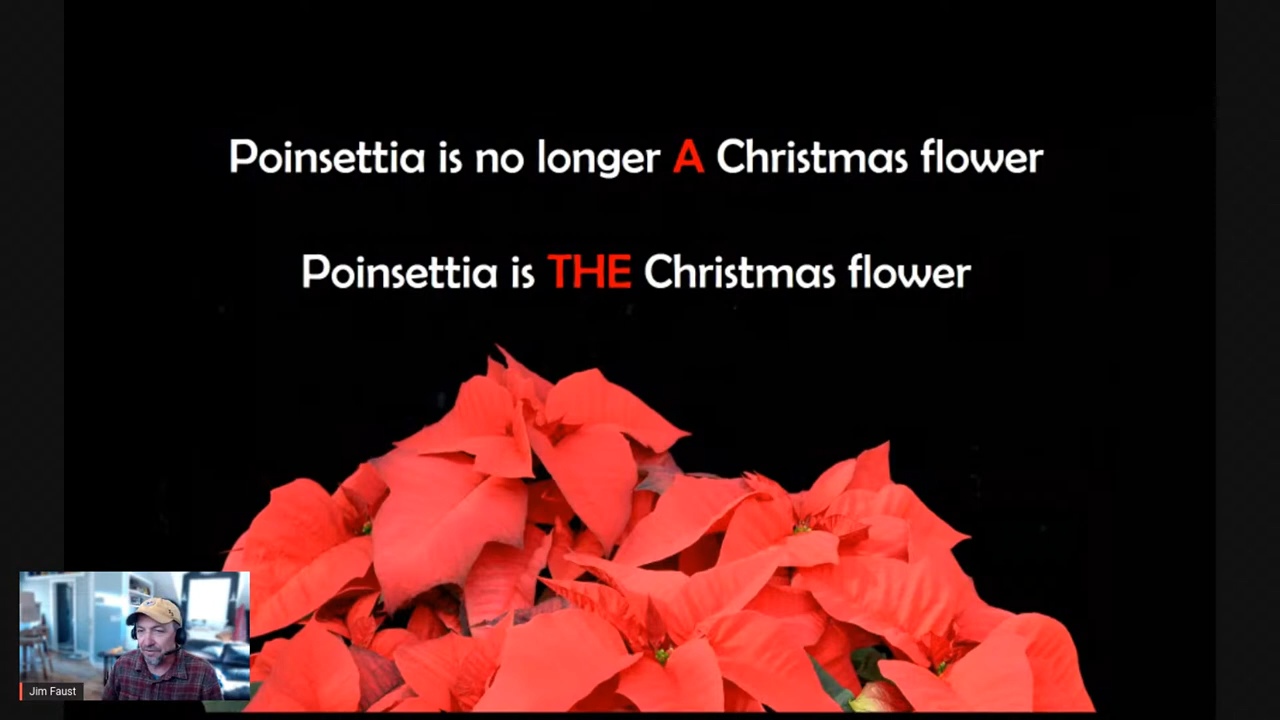 Poinsettia is no longer A Christmas flower
Poinsettia is THE Christmas flower
Jim Faust